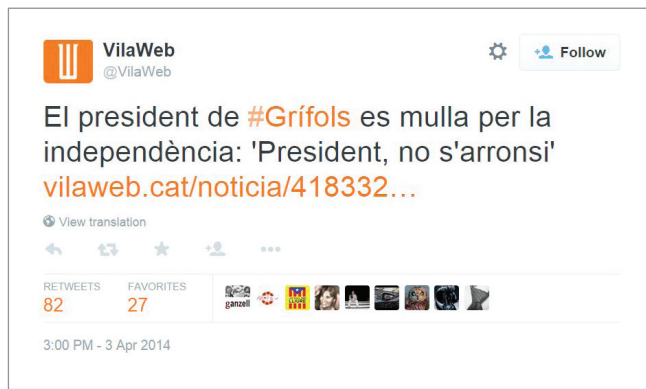 VilaWeb
@VilaWeb
Follow
El president de #Grífols es mulla per la
independència: 'President, no s'arronsi'
vilaweb.cat/noticia/418332…
View translation
RETWEETS FAVORITES
82 27
ganzell
3:00 PM - 3 Apr 2014